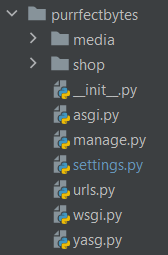 purrfectbytes
media
shop
__init__.py
asgi.py
manage.py
settings.py
urls.py
wsgi.py
yasg.py